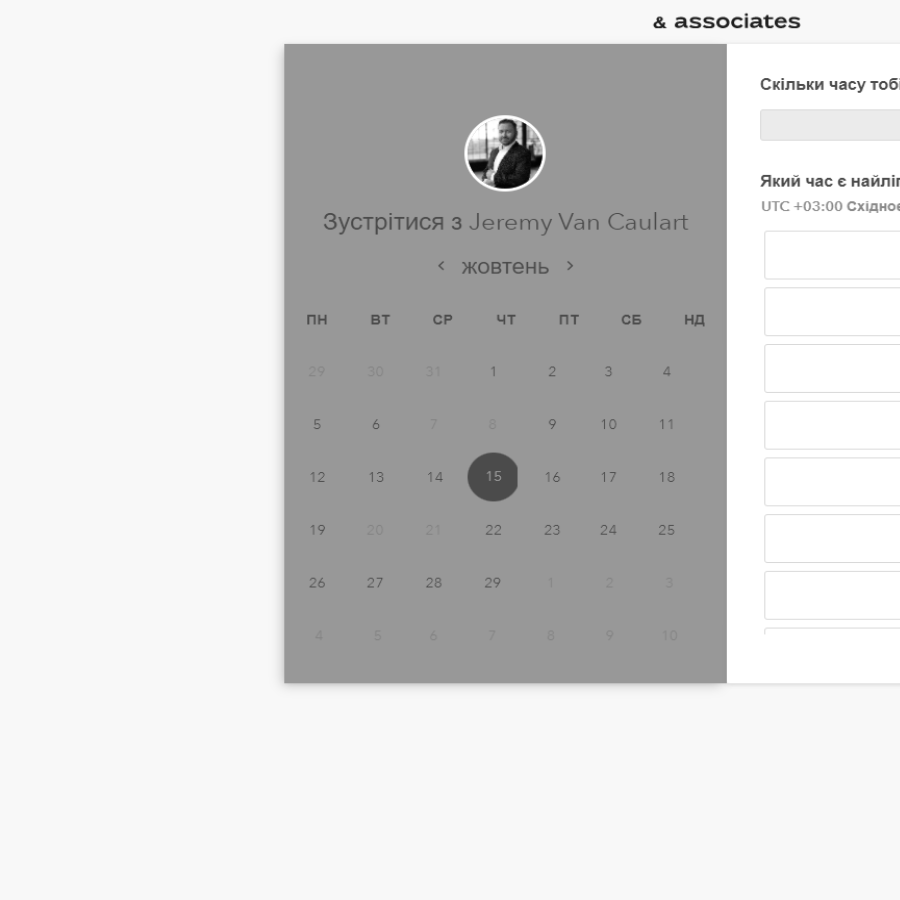 & associates
Зустрітися з Jeremy Van Caulart
жовтень
ПН ВТ СР ЧТ ПТ СБ НД
29 30 31 1 2 3 4
5 6 7 8 9 10 11
12 13 14 15 16 17 18
19 20 21 22 23 24 25
26 27 28 29 1 2 3
4 5 6 7 8 9 10
Скільки часу тобі
Який час є
UTC +03:00